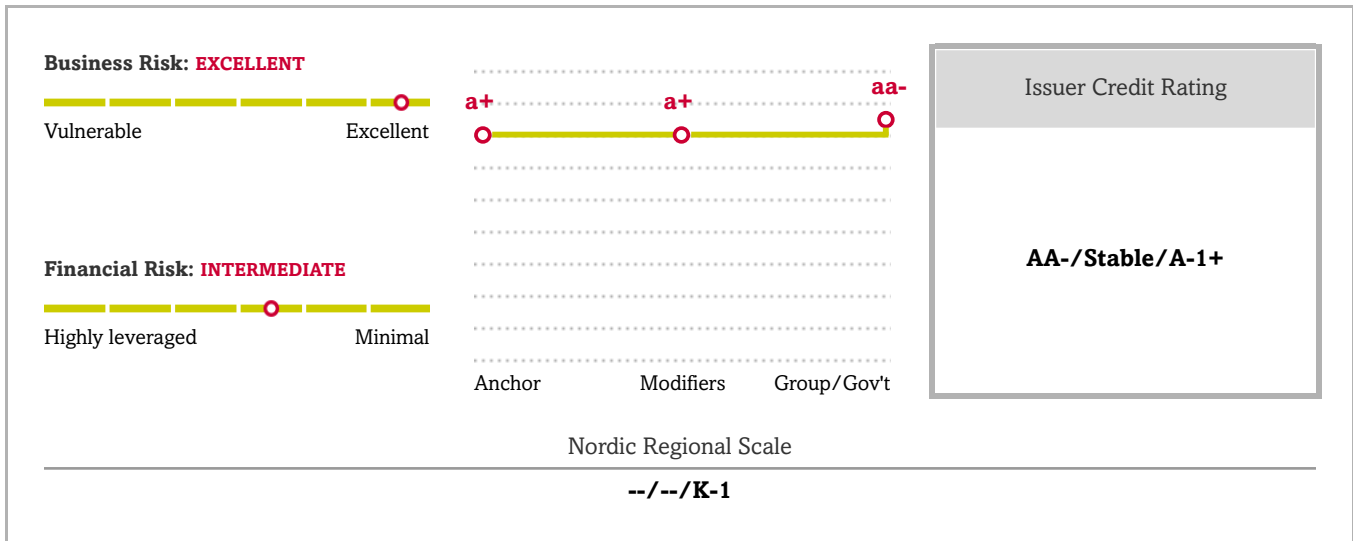 Business Risk: EXCELLENT
Vulnerable Excellent
Financial Risk: INTERMEDIATE
Highly leveraged Minimal
a+ a+ aa-
Anchor Modifiers Group/Gov't
Issuer Credit Rating
AA-/Stable/A-1+
Nordic Regional Scale
--/--/K-1